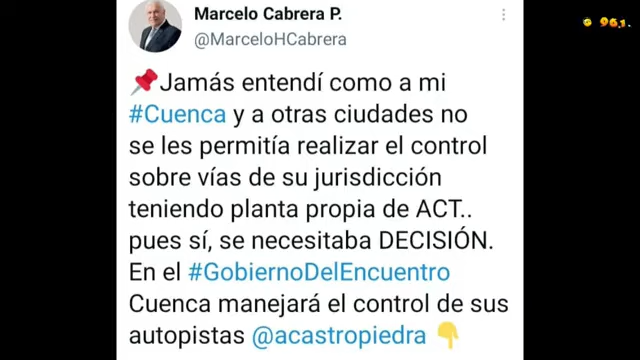 Marcelo Cabrera P.
@MarceloHCabrera
96.1.
📌Jamás entendí como a mi
#Cuenca y a otras ciudades no
se les permitía realizar el control
sobre vías de su jurisdicción
teniendo planta propia de ACT..
pues sí, se necesitaba DECISIÓN.
En el #GobiernoDelEncuentro
Cuenca manejará el control de sus
autopistas @acastropiedra 👇